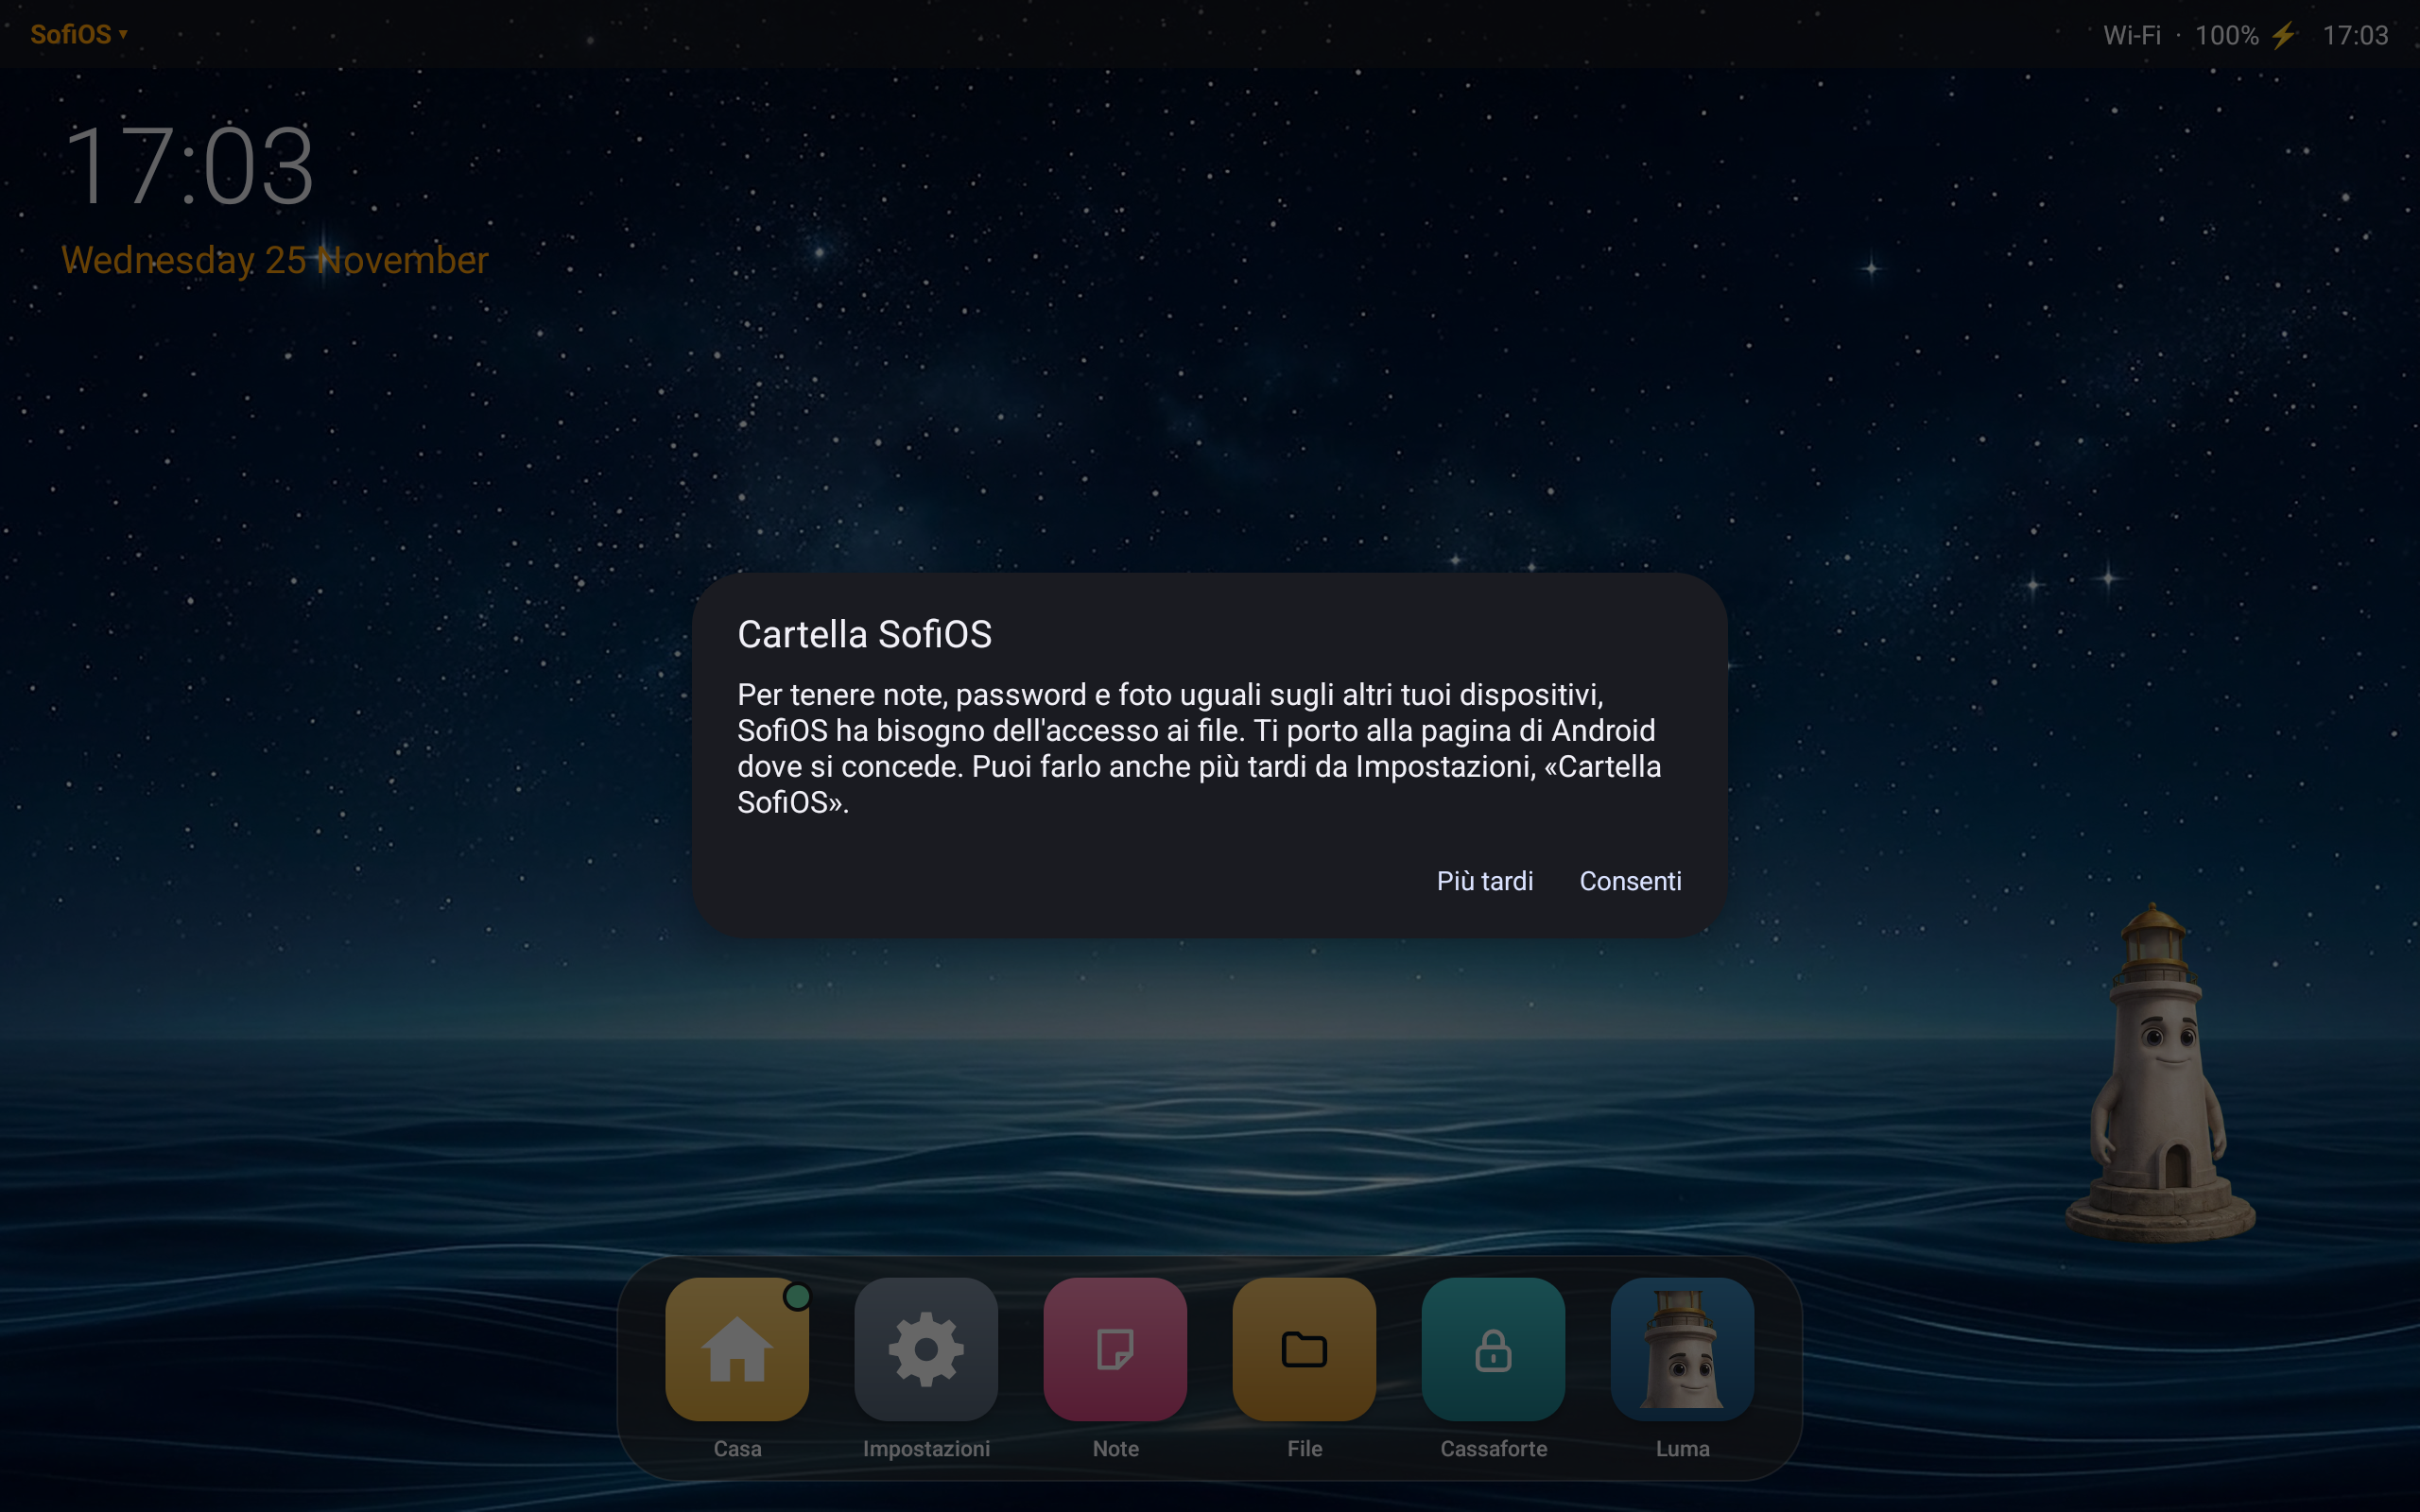 SofiOS ▾
Wi-Fi · 100% ⚡ 17:03
17:03
Wednesday 25 November
Cartella SofiOS
Per tenere note, password e foto uguali sugli altri tuoi dispositivi,
SofiOS ha bisogno dell'accesso ai file. Ti porto alla pagina di Android
dove si concede. Puoi farlo anche più tardi da Impostazioni, «Cartella
SofiOS».
Più tardi Consenti
Casa Impostazioni Note File Cassaforte Luma